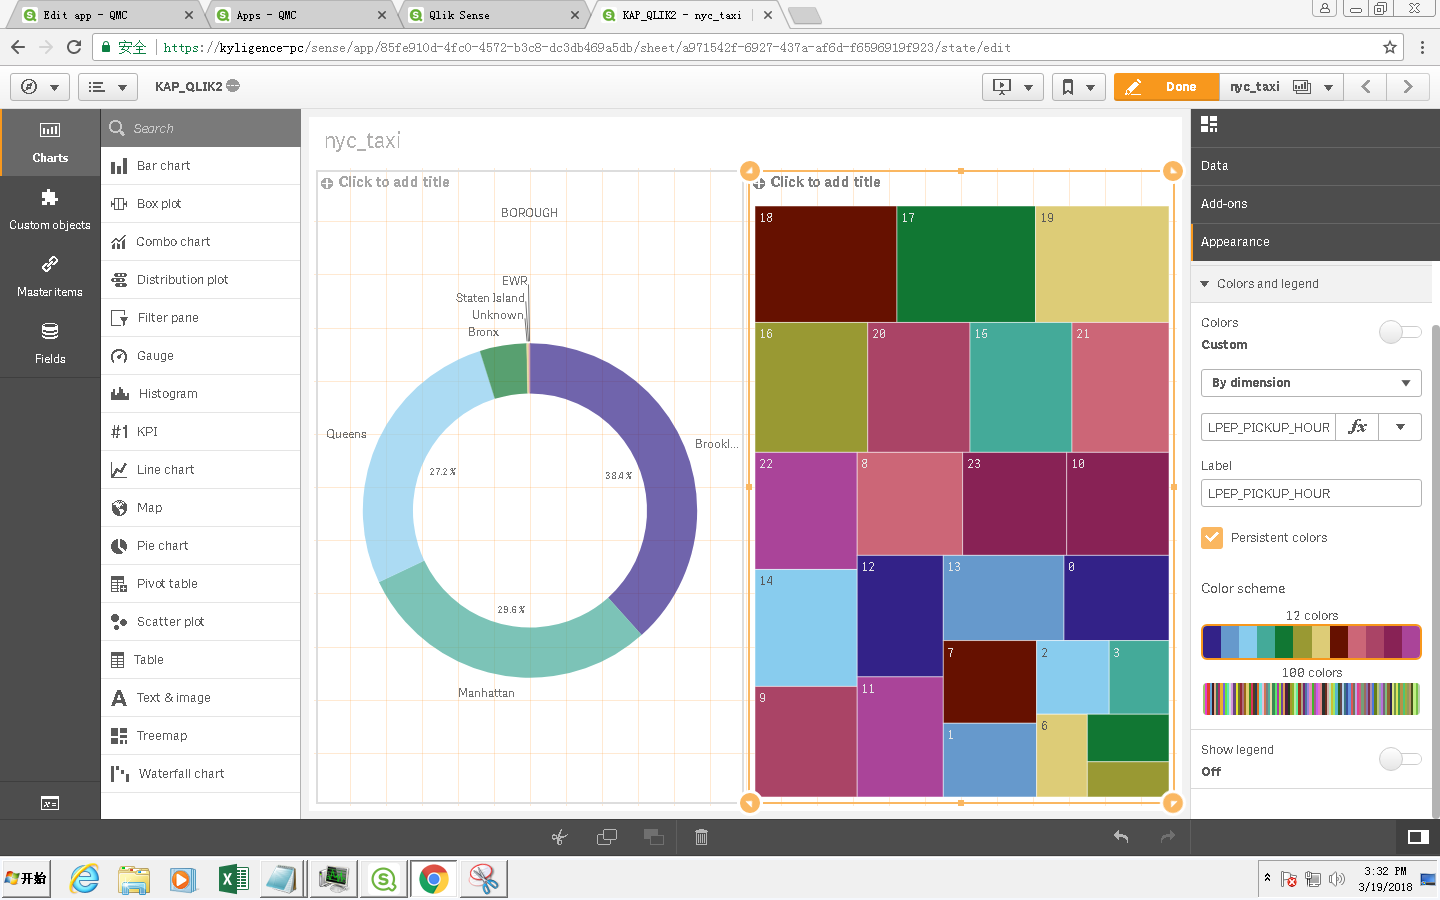 Edit app - QMC
Apps - QMC
Qlik Sense
KAP_QLIK2 - nyc_taxi
安全
https://kyligence-pc/sense/app/85fe910d-4fc0-4572-b3c8-dc3db469a5db/sheet/a971542f-6927-437a-af6d-f6596919f923/state/edit
KAP_QLIK2
Done
nyc_taxi
Charts
Custom objects
Master items
Fields
Search
Bar chart
Box plot
Combo chart
Distribution plot
Filter pane
Gauge
Histogram
#1 KPI
Line chart
Map
Pie chart
Pivot table
Scatter plot
Table
Text & image
Treemap
Waterfall chart
nyc_taxi
Click to add title
BOROUGH
EWR
Staten Island
Unknown
Bronx
Queens
Brookl...
27.2%
38.4%
29.6%
Manhattan
Click to add title
18
17
19
16
20
15
21
22
8
23
10
14
12
13
0
7
2
3
9
11
1
6
Data
Add-ons
Appearance
Colors and legend
Colors
Custom
By dimension
LPEP_PICKUP_HOUR
fx
Label
LPEP_PICKUP_HOUR
Persistent colors
Color scheme
12 colors
100 colors
Show legend
Off
开始
3:32 PM
3/19/2018